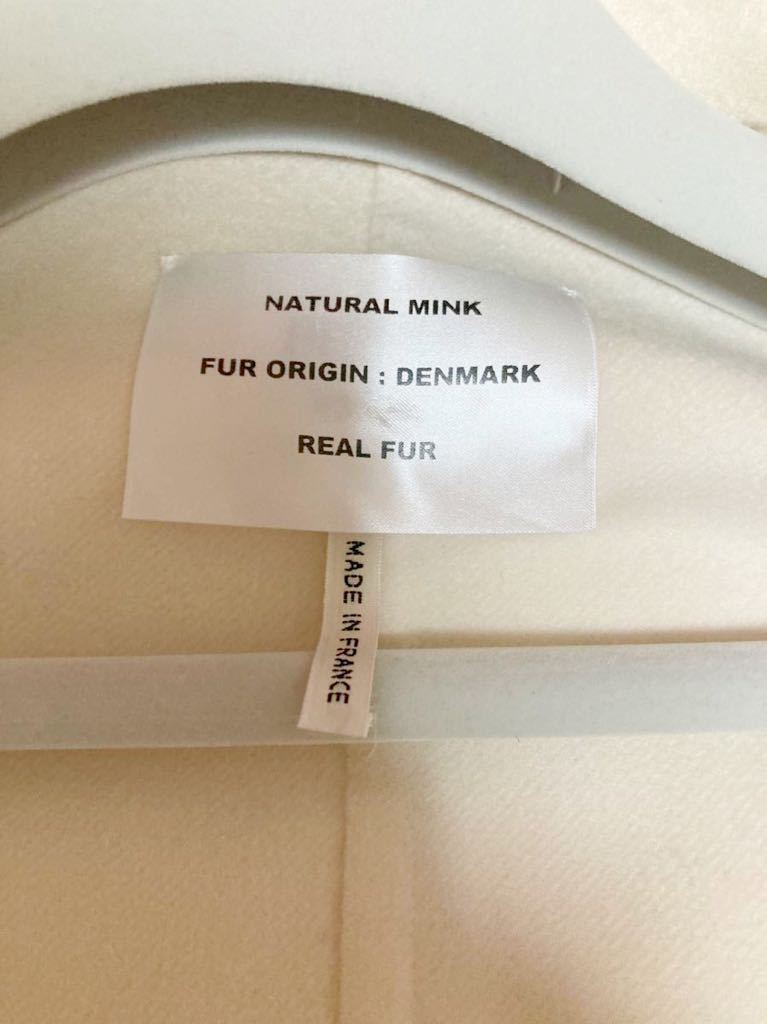 NATURAL MINK
FUR ORIGIN : DENMARK
REAL FUR
MADE IN FRANCE